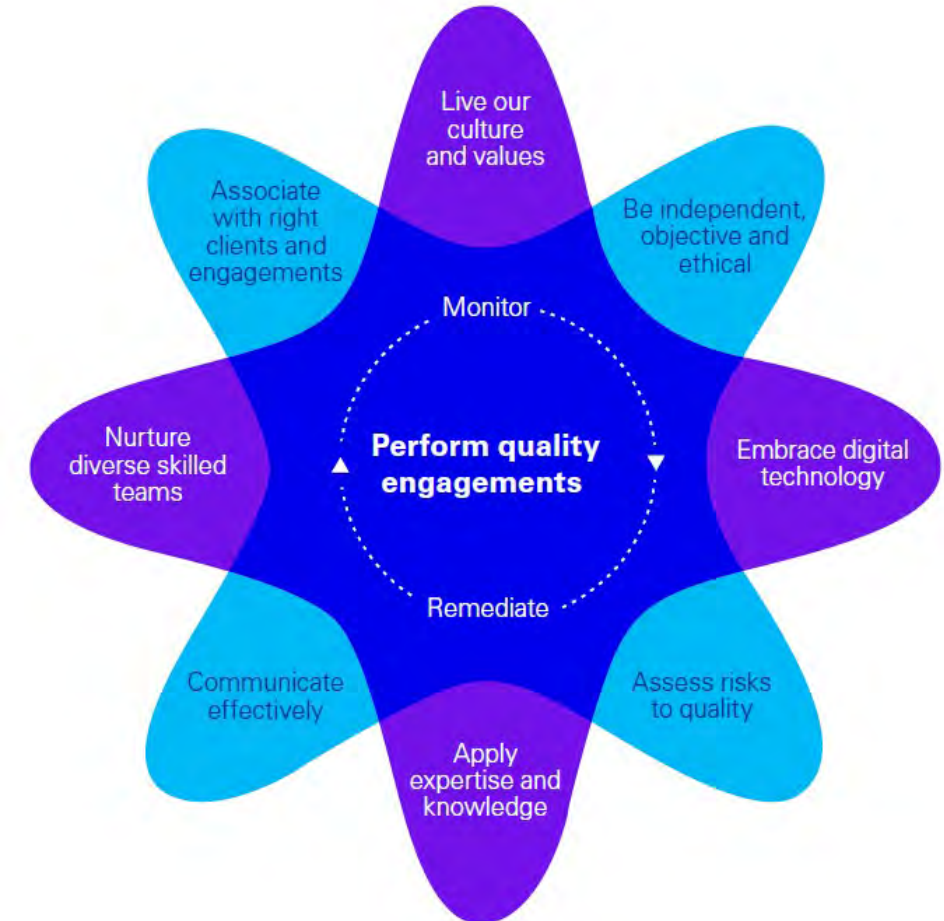 Live our
culture
and values
Associate
with right
clients and
engagements
Be independent,
objective and
ethical
Monitor
Nurture
diverse skilled
teams
Perform quality
engagements
Embrace digital
technology
Remediate
Communicate
effectively
Assess risks
to quality
Apply
expertise and
knowledge